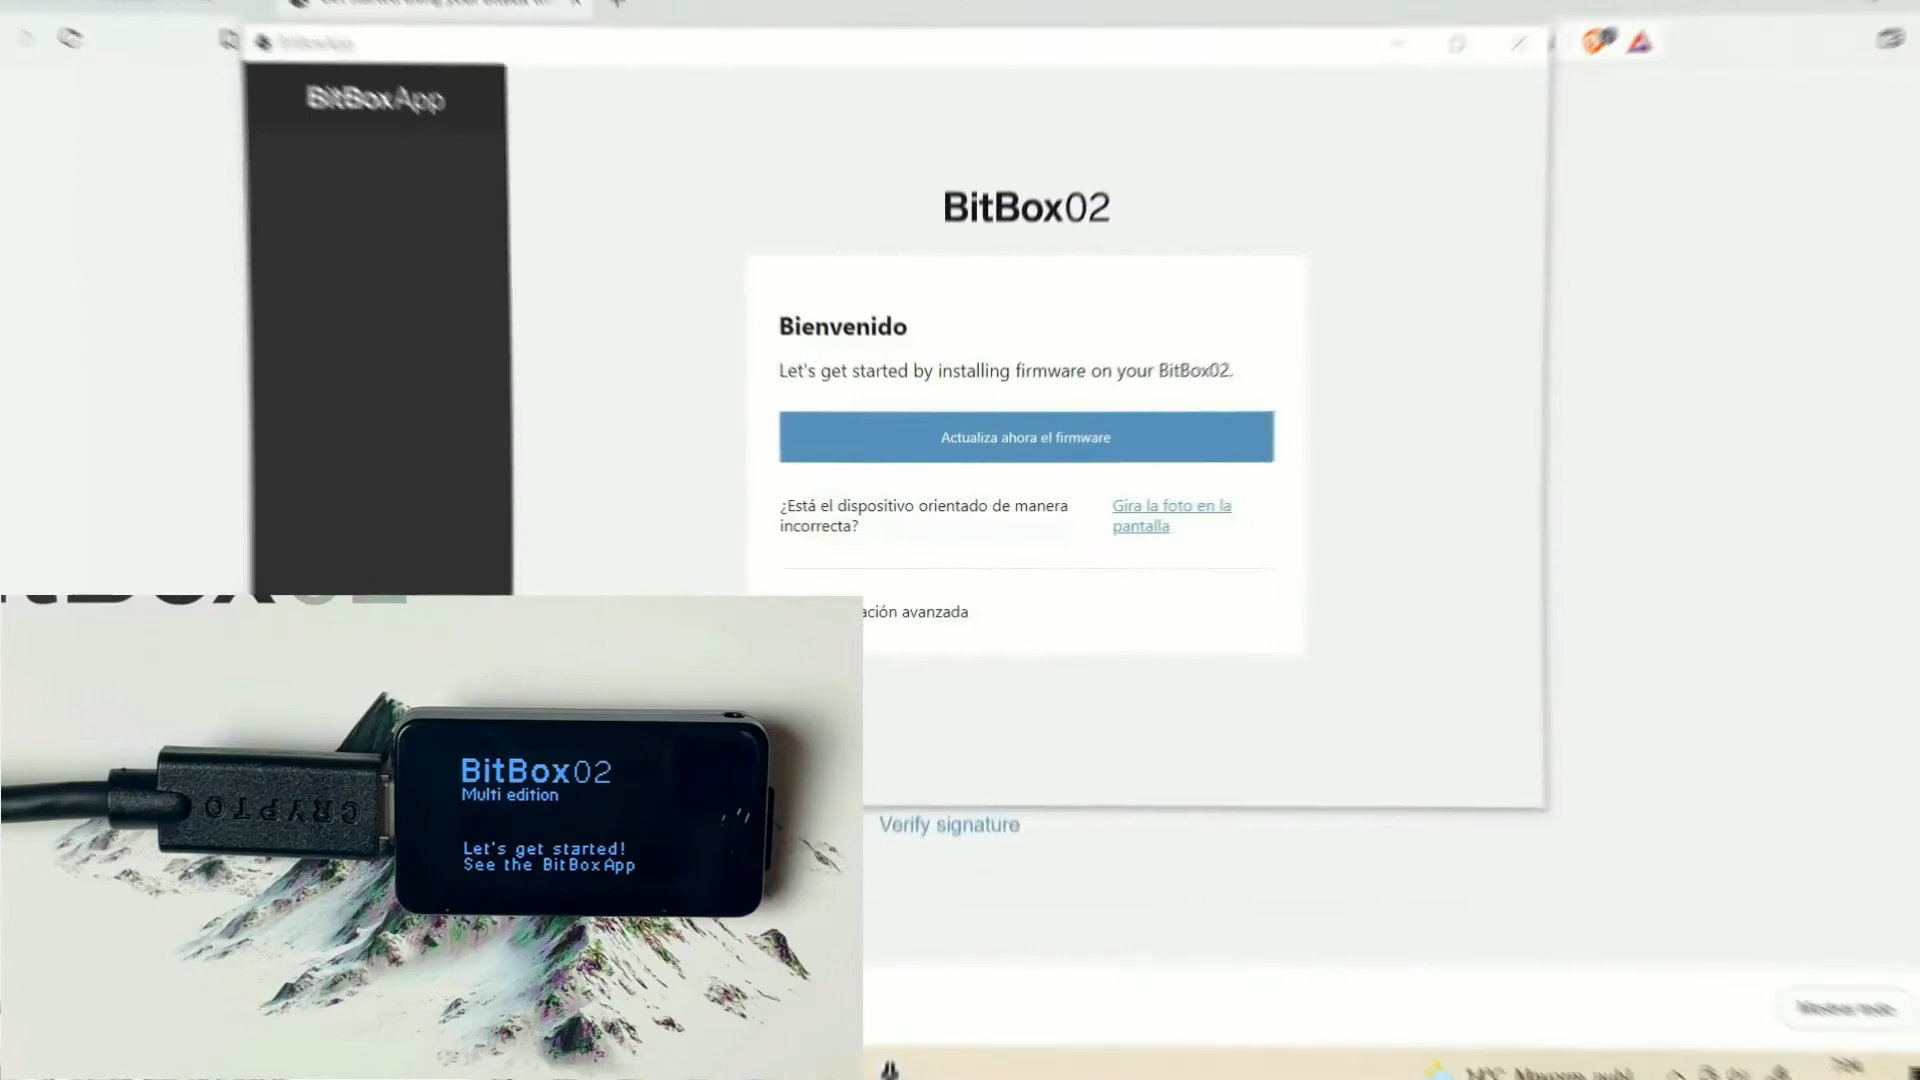 BitBoxApp
BitBoxApp
BitBox02
Bienvenido
Let's get started by installing firmware on your BitBox02.
Actualiza ahora el firmware
¿Está el dispositivo orientado de manera
incorrecta?
Gira la foto en la
pantalla
ación avanzada
Verify signature
CRYPTO
BitBox02
Multi edition
Let's get started!
See the BitBoxApp
14°C